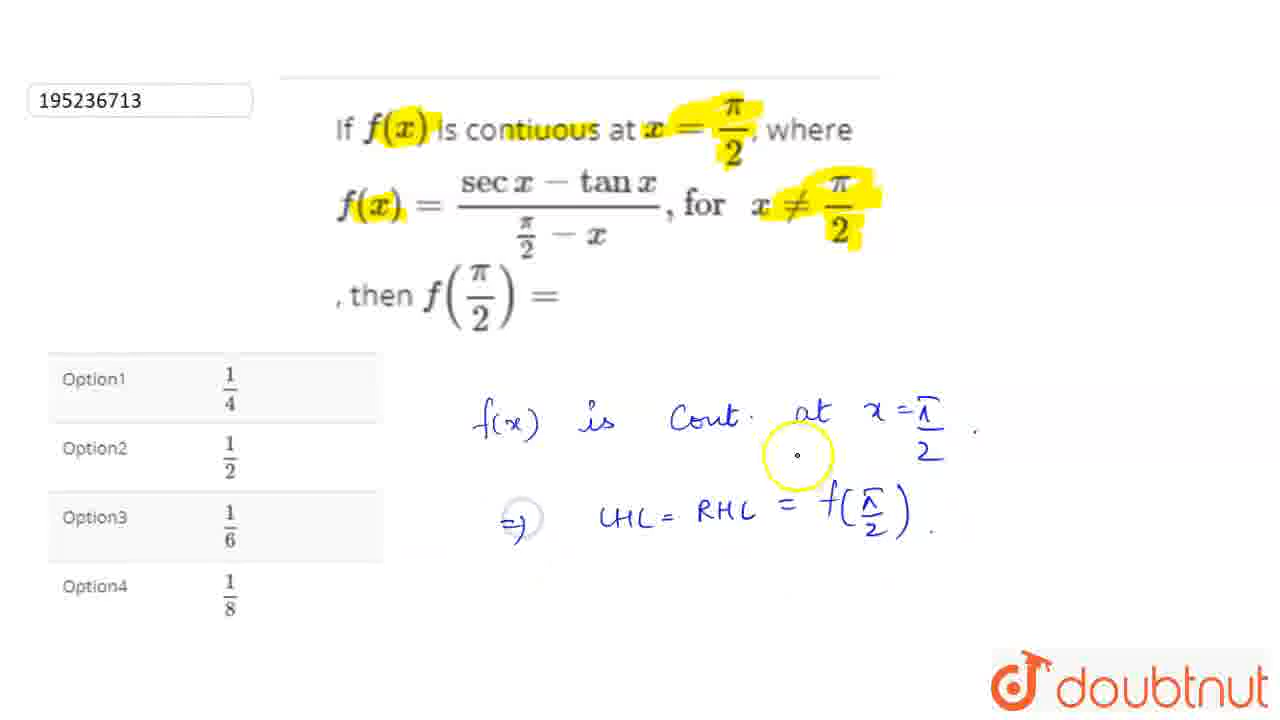 195236713
If f(x) is contiuous at x = π/2, where
f(x) = (sec x − tan x)/(π/2 − x), for x ≠ π/2
, then f(π/2) =
Option1 1/4
Option2 1/2
Option3 1/6
Option4 1/8
f(x) is Cont. at x = π/2 .
⇒ LHL = RHL = f(π/2) .
doubtnut